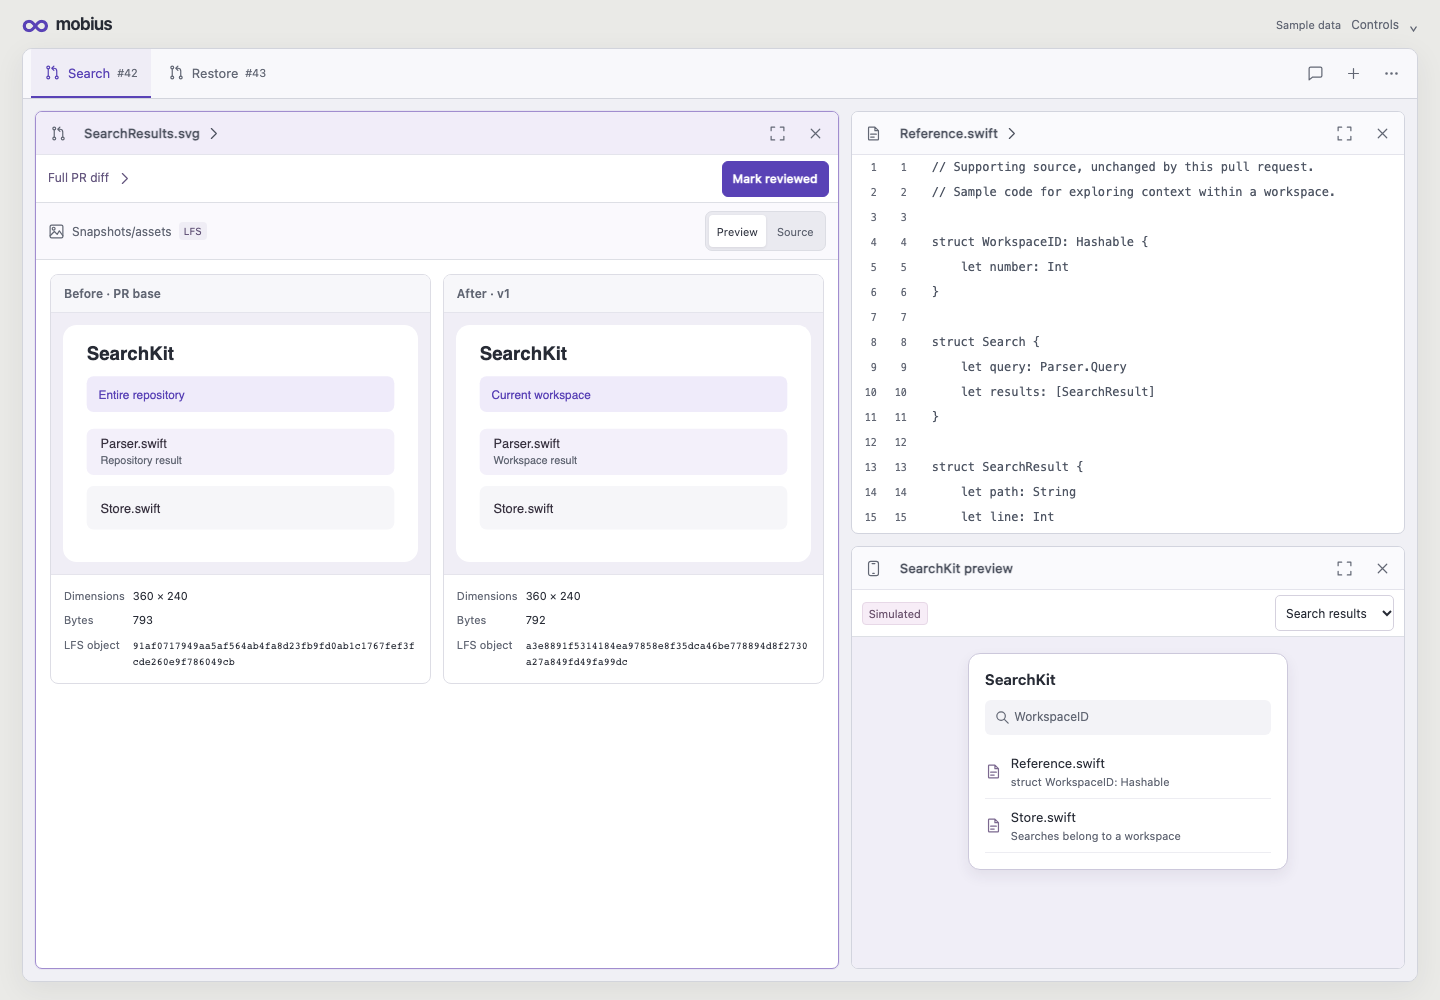 mobius
Sample data Controls
Search #42
Restore #43
SearchResults.svg
Full PR diff
Mark reviewed
Snapshots/assets LFS
Preview Source
Before · PR base
SearchKit
Entire repository
Parser.swift
Repository result
Store.swift
Dimensions 360 × 240
Bytes 793
LFS object 91af0717949aa5af564ab4fa8d23fb9fd0ab1c1767fef3f
cde260e9f786049cb
After · v1
SearchKit
Current workspace
Parser.swift
Workspace result
Store.swift
Dimensions 360 × 240
Bytes 792
LFS object a3e8891f5314184ea97858e8f35dca46be778894d8f2730
a27a849fd49fa99dc
Reference.swift
1 1 // Supporting source, unchanged by this pull request.
2 2 // Sample code for exploring context within a workspace.
3 3
4 4 struct WorkspaceID: Hashable {
5 5 let number: Int
6 6 }
7 7
8 8 struct Search {
9 9 let query: Parser.Query
10 10 let results: [SearchResult]
11 11 }
12 12
13 13 struct SearchResult {
14 14 let path: String
15 15 let line: Int
SearchKit preview
Simulated
Search results
SearchKit
WorkspaceID
Reference.swift
struct WorkspaceID: Hashable
Store.swift
Searches belong to a workspace